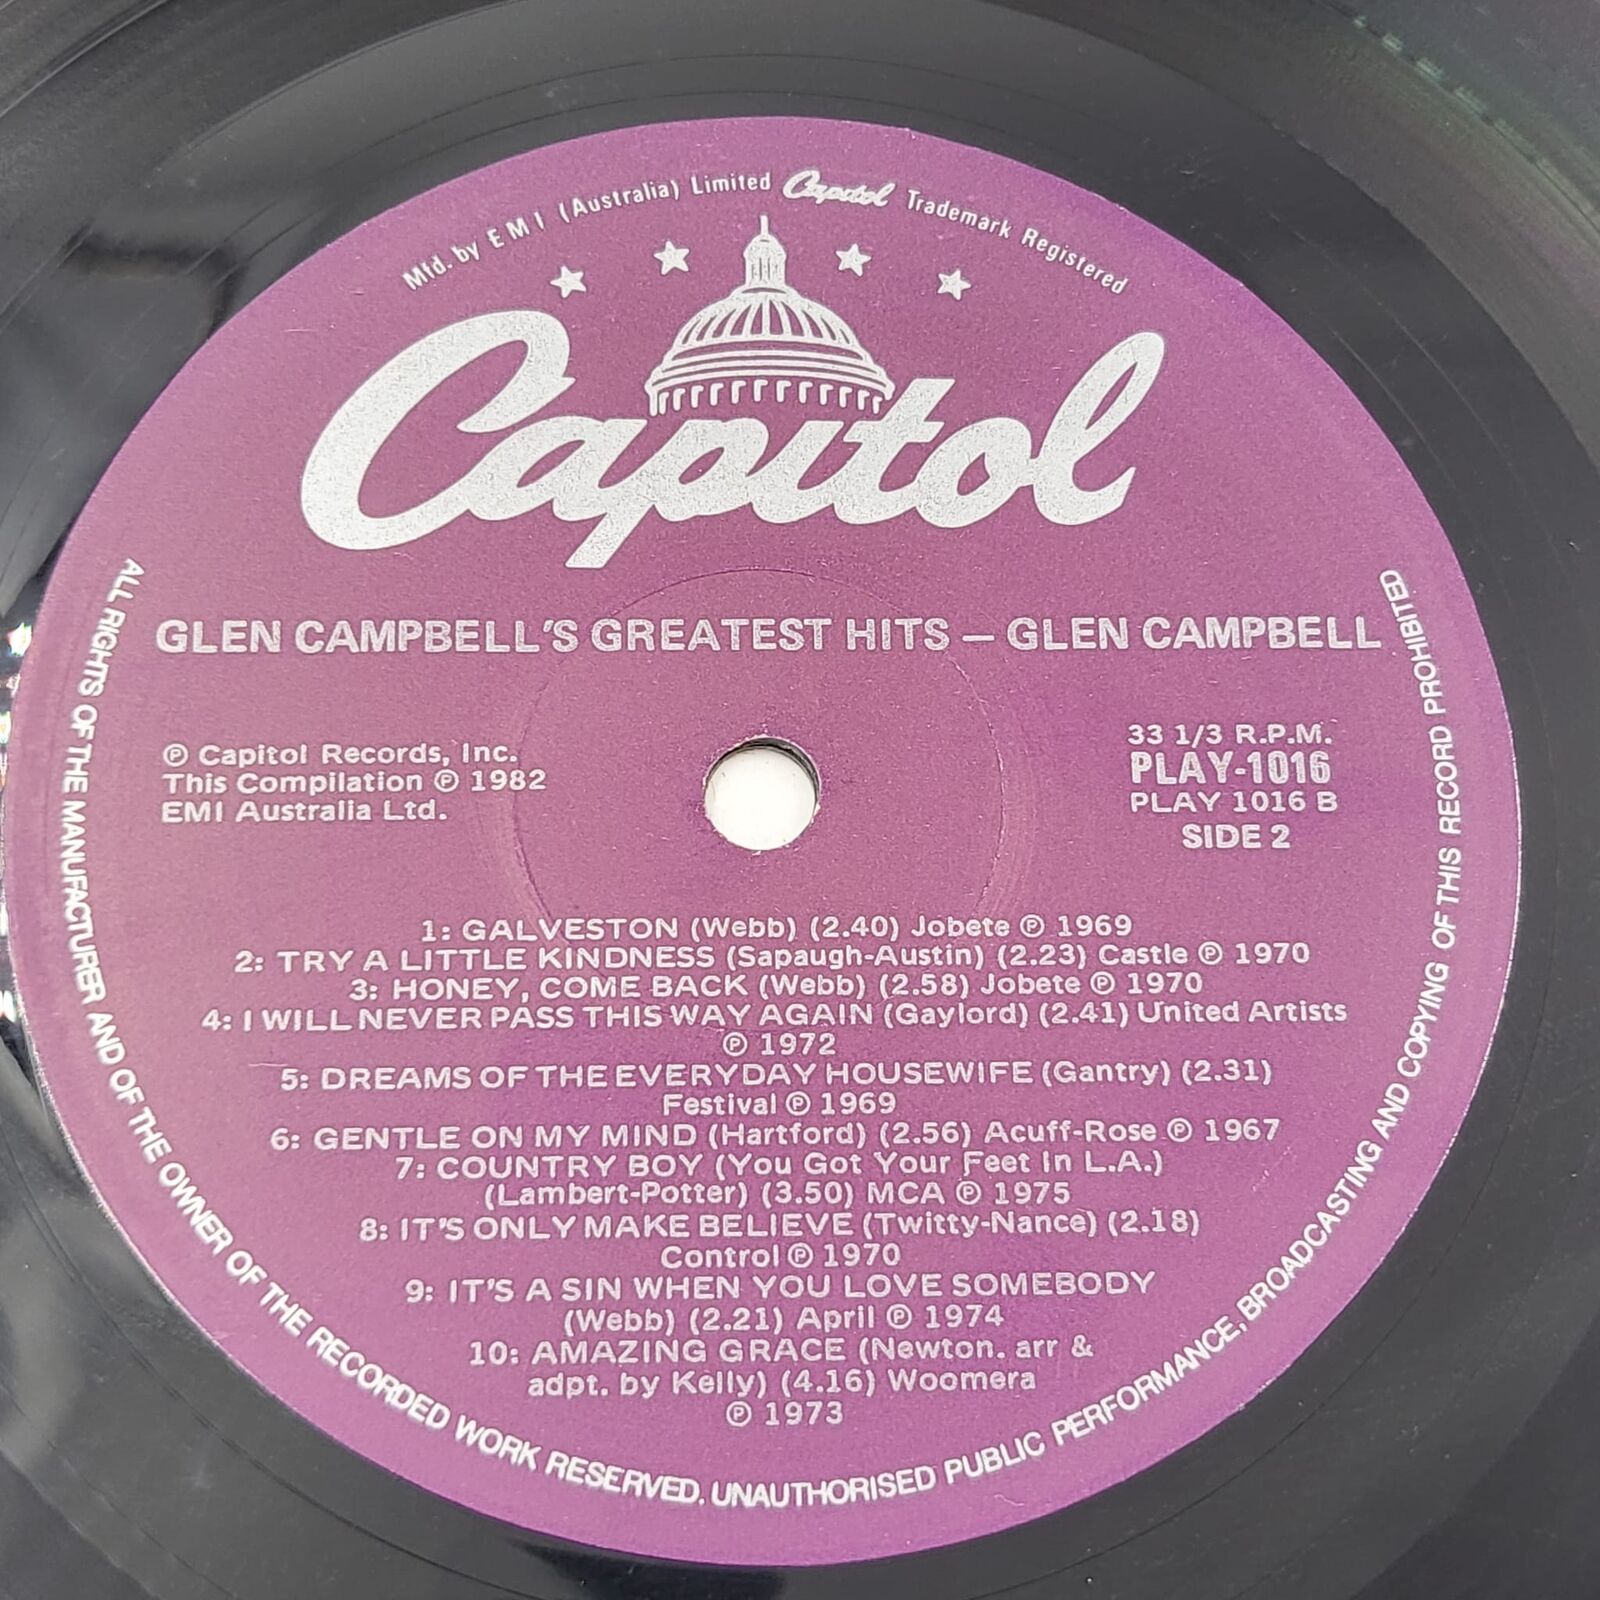 Mfd. by E M I (Australia) Limited Capitol Trademark Registered
Capitol
GLEN CAMPBELL'S GREATEST HITS — GLEN CAMPBELL
℗ Capitol Records, Inc.
This Compilation ℗ 1982
EMI Australia Ltd.
33 1/3 R.P.M.
PLAY-1016
PLAY 1016 B
SIDE 2
1: GALVESTON (Webb) (2.40) Jobete ℗ 1969
2: TRY A LITTLE KINDNESS (Sapaugh-Austin) (2.23) Castle ℗ 1970
3: HONEY, COME BACK (Webb) (2.58) Jobete ℗ 1970
4: I WILL NEVER PASS THIS WAY AGAIN (Gaylord) (2.41) United Artists
℗ 1972
5: DREAMS OF THE EVERYDAY HOUSEWIFE (Gantry) (2.31)
Festival ℗ 1969
6: GENTLE ON MY MIND (Hartford) (2.56) Acuff-Rose ℗ 1967
7: COUNTRY BOY (You Got Your Feet In L.A.)
(Lambert-Potter) (3.50) MCA ℗ 1975
8: IT'S ONLY MAKE BELIEVE (Twitty-Nance) (2.18)
Control ℗ 1970
9: IT'S A SIN WHEN YOU LOVE SOMEBODY
(Webb) (2.21) April ℗ 1974
10: AMAZING GRACE (Newton. arr &
adpt. by Kelly) (4.16) Woomera
℗ 1973
ALL RIGHTS OF THE MANUFACTURER AND OF THE OWNER OF THE RECORDED WORK RESERVED. UNAUTHORISED PUBLIC PERFORMANCE, BROADCASTING AND COPYING OF THIS RECORD PROHIBITED